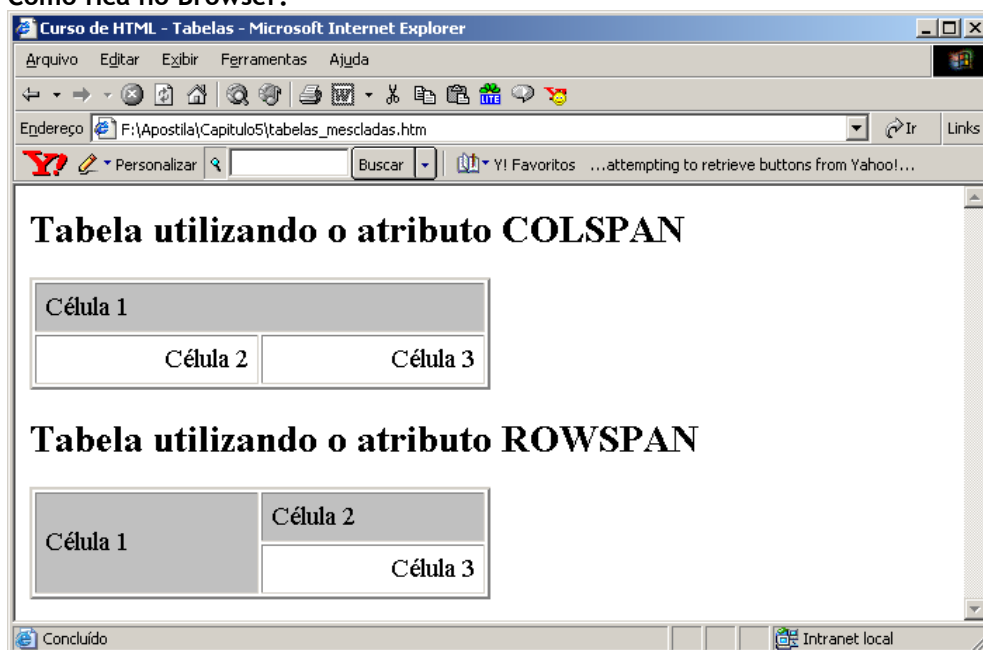 Como fica no Browser:
Curso de HTML - Tabelas - Microsoft Internet Explorer
Arquivo Editar Exibir Ferramentas Ajuda
Endereço F:\Apostila\Capitulo5\tabelas_mescladas.htm Ir Links
Y! Personalizar Buscar Y! Favoritos ...attempting to retrieve buttons from Yahoo!...
Tabela utilizando o atributo COLSPAN
Célula 1
Célula 2 Célula 3
Tabela utilizando o atributo ROWSPAN
Célula 1 Célula 2
Célula 3
Concluído Intranet local